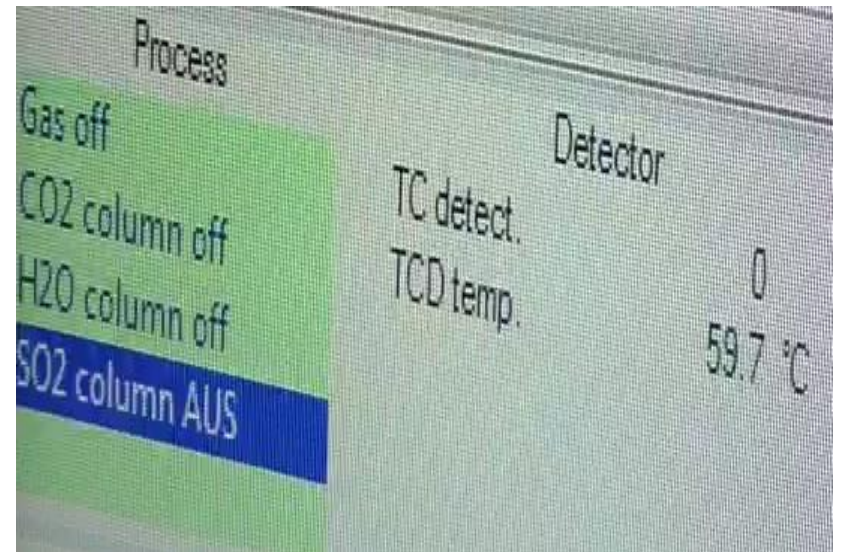 Process
Gas off
CO2 column off
H2O column off
SO2 column AUS
Detector
TC detect. 0
TCD temp. 59.7 °C